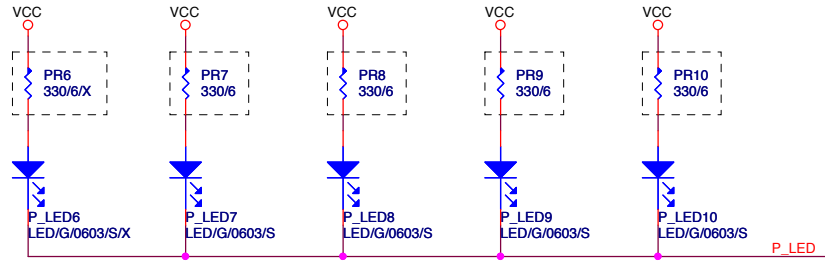 VCC VCC VCC VCC VCC
PR6 PR7 PR8 PR9 PR10
330/6/X 330/6 330/6 330/6 330/6
P_LED6 P_LED7 P_LED8 P_LED9 P_LED10
LED/G/0603/S/X LED/G/0603/S LED/G/0603/S LED/G/0603/S LED/G/0603/S
P_LED